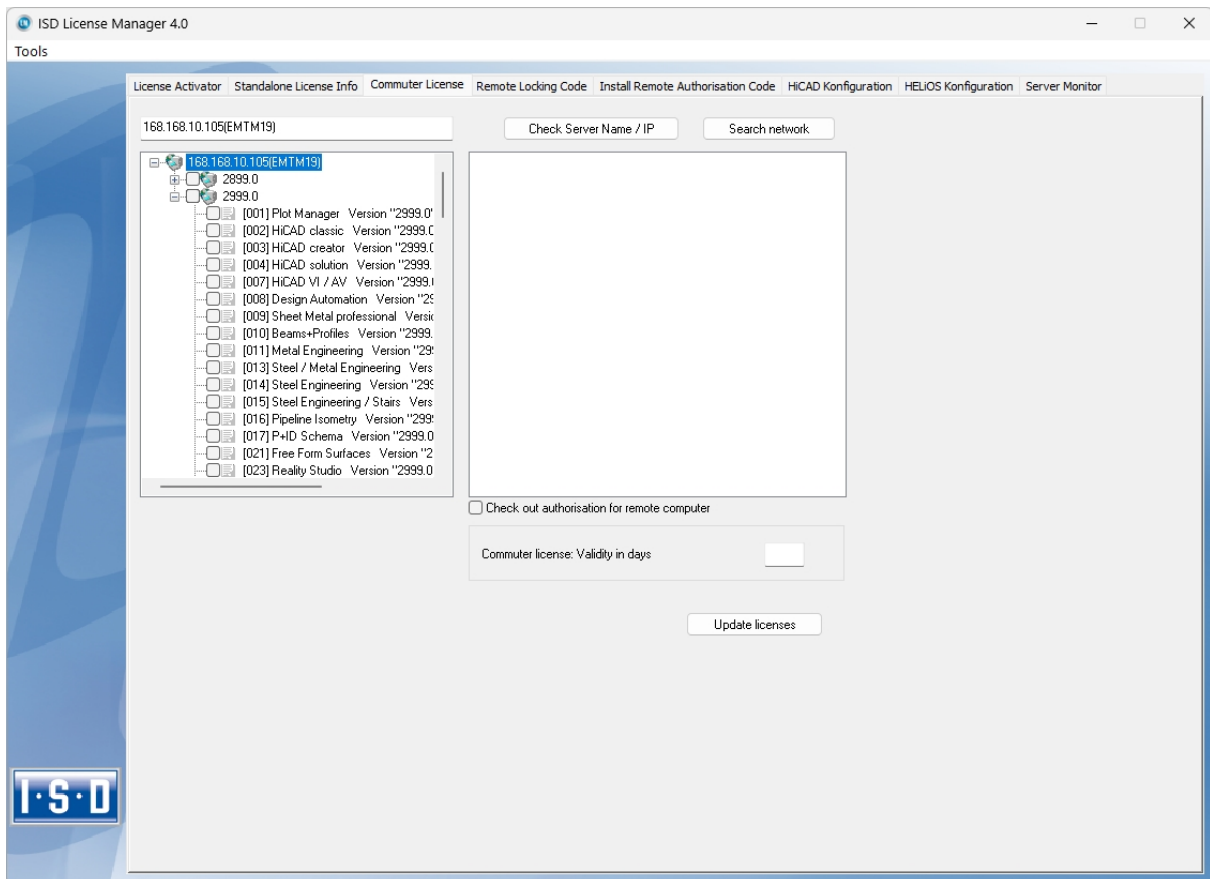 ISD License Manager 4.0
Tools
License Activator Standalone License Info Commuter License Remote Locking Code Install Remote Authorisation Code HiCAD Konfiguration HELiOS Konfiguration Server Monitor
168.168.10.105(EMTM19) Check Server Name / IP Search network
168.168.10.105(EMTM19)
2899.0
2999.0
[001] Plot Manager Version "2999.0"
[002] HiCAD classic Version "2999.0
[003] HiCAD creator Version "2999.0
[004] HiCAD solution Version "2999.
[007] HiCAD VI / AV Version "2999.
[008] Design Automation Version "29
[009] Sheet Metal professional Versio
[010] Beams+Profiles Version "2999.
[011] Metal Engineering Version "299
[013] Steel / Metal Engineering Vers
[014] Steel Engineering Version "299
[015] Steel Engineering / Stairs Vers
[016] Pipeline Isometry Version "299
[017] P+ID Schema Version "2999.0
[021] Free Form Surfaces Version "2
[023] Reality Studio Version "2999.0
Check out authorisation for remote computer
Commuter license: Validity in days
Update licenses
I·S·D